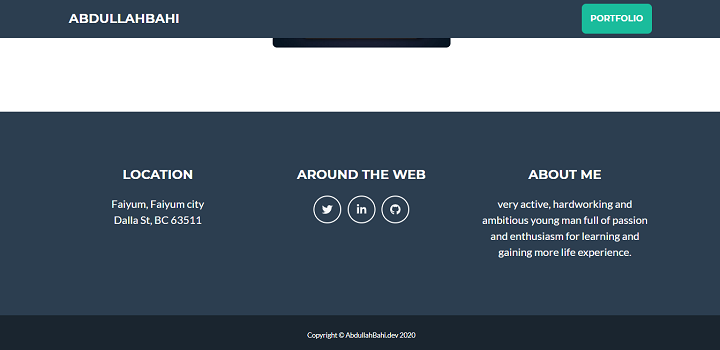 ABDULLAHBAHI
PORTFOLIO
LOCATION
Faiyum, Faiyum city
Dalla St, BC 63511
AROUND THE WEB
in
ABOUT ME
very active, hardworking and
ambitious young man full of passion
and enthusiasm for learning and
gaining more life experience.
Copyright © AbdullahBahi.dev 2020